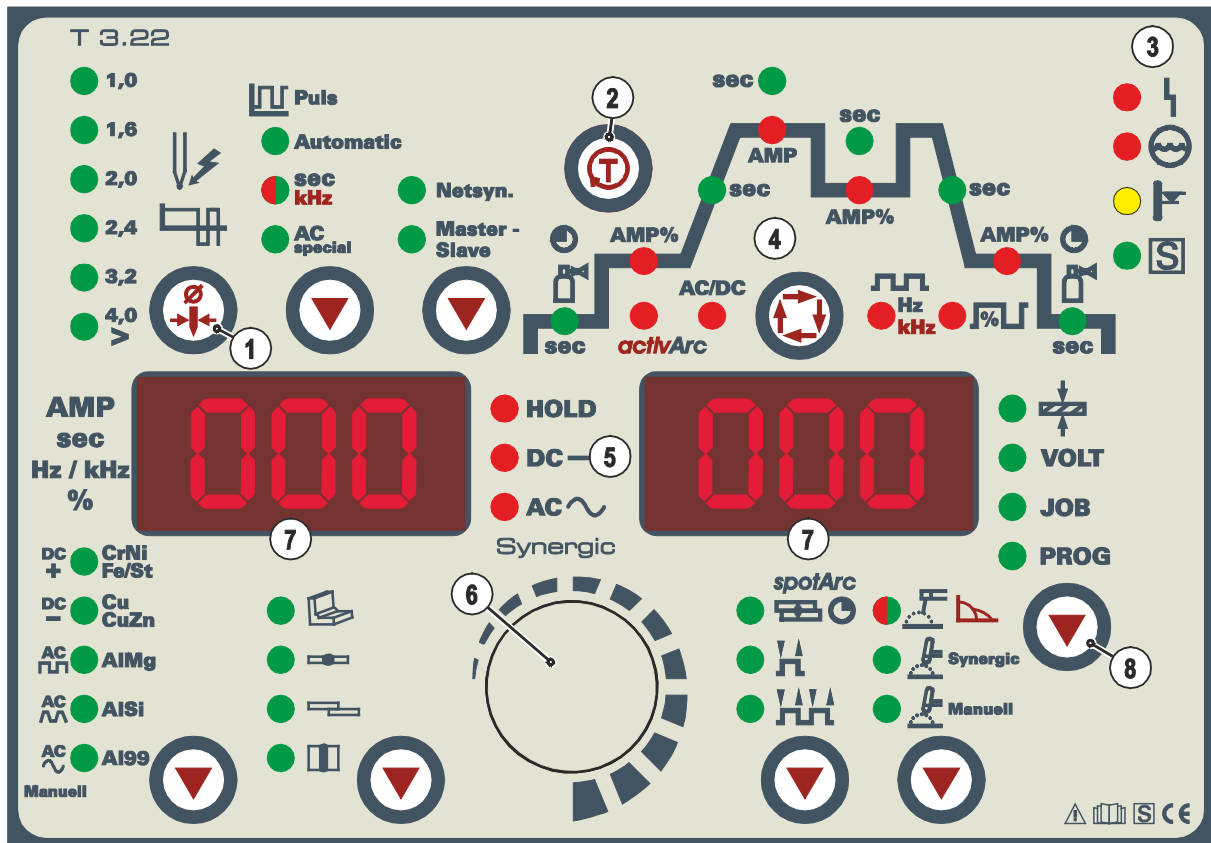 T 3.22
1,0
1,6
2,0
2,4
3,2
4,0
>
Ø
1
Puls
Automatic
sec
kHz
AC
special
Netsyn.
Master -
Slave
2
T
3
S
4
sec
AMP
sec
AMP%
sec
sec
AMP%
AMP%
sec
sec
activArc
AC/DC
Hz
kHz
%
AMP
sec
Hz / kHz
%
000
7
HOLD
DC
5
AC
Synergic
000
7
VOLT
JOB
PROG
8
DC
+
CrNi
Fe/St
DC
-
Cu
CuZn
AC
AlMg
AC
AlSi
AC
Al99
Manuell
6
spotArc
Synergic
Manuell
S CE